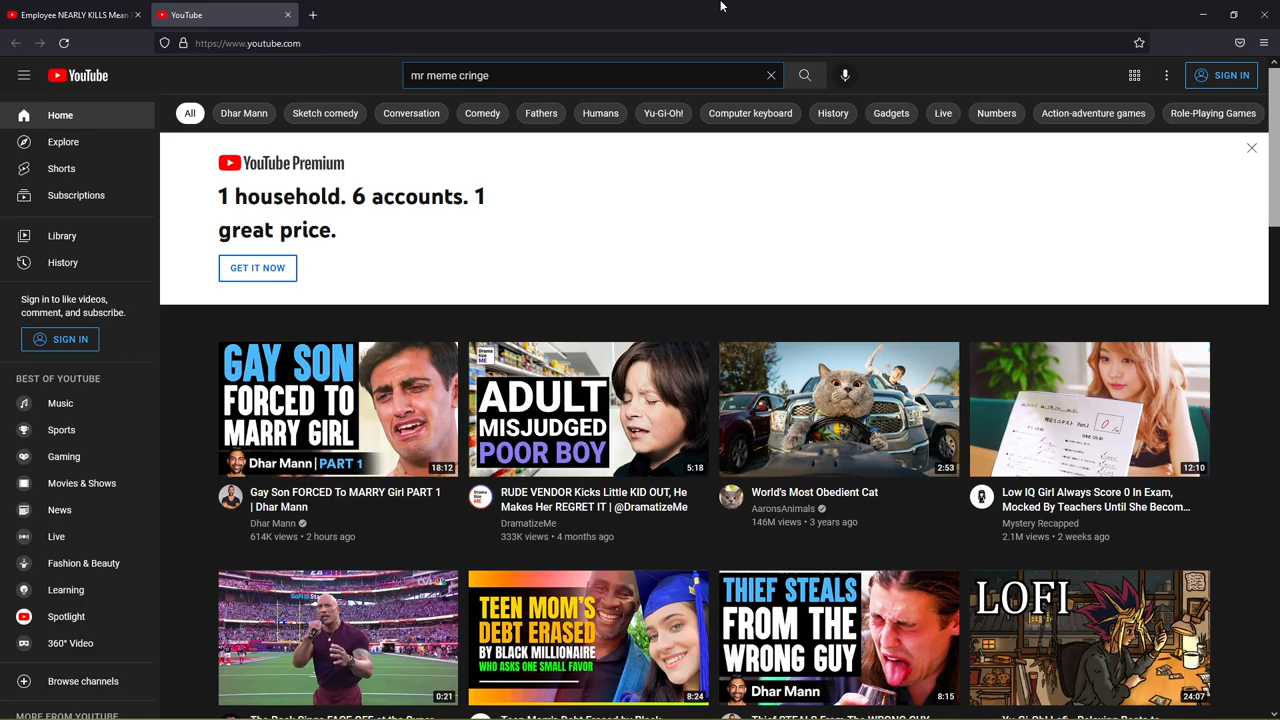 Employee NEARLY KILLS Mean
YouTube
https://www.youtube.com
YouTube
mr meme cringe
SIGN IN
All
Dhar Mann
Sketch comedy
Conversation
Comedy
Fathers
Humans
Yu-Gi-Oh!
Computer keyboard
History
Gadgets
Live
Numbers
Action-adventure games
Role-Playing Games
Home
Explore
Shorts
Subscriptions
Library
History
Sign in to like videos,
comment, and subscribe.
SIGN IN
BEST OF YOUTUBE
Music
Sports
Gaming
Movies & Shows
News
Live
Fashion & Beauty
Learning
Spotlight
360° Video
Browse channels
MORE FROM YOUTUBE
YouTube Premium
1 household. 6 accounts. 1
great price.
GET IT NOW
GAY SON
FORCED TO
MARRY GIRL
Dhar Mann | PART 1
18:12
Gay Son FORCED To MARRY Girl PART 1
| Dhar Mann
Dhar Mann
614K views • 2 hours ago
ADULT
MISJUDGED
POOR BOY
5:18
RUDE VENDOR Kicks Little KID OUT, He
Makes Her REGRET IT | @DramatizeMe
DramatizeMe
333K views • 4 months ago
2:53
World's Most Obedient Cat
AaronsAnimals
146M views • 3 years ago
12:10
Low IQ Girl Always Score 0 In Exam,
Mocked By Teachers Until She Becom...
Mystery Recapped
2.1M views • 2 weeks ago
0:21
TEEN MOM'S
DEBT ERASED
BY BLACK MILLIONAIRE
WHO ASKS ONE SMALL FAVOR
8:24
THIEF STEALS
FROM THE
WRONG GUY
Dhar Mann
8:15
LOFI
24:07